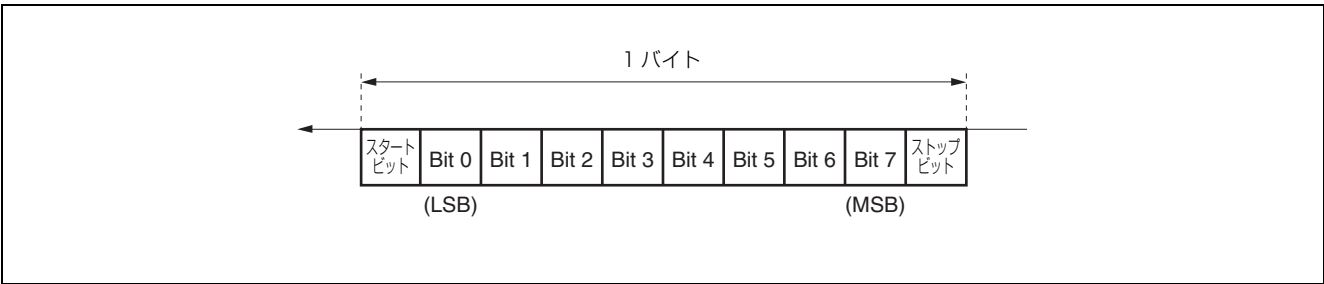 1 バイト
スタート
ビット
Bit 0
Bit 1
Bit 2
Bit 3
Bit 4
Bit 5
Bit 6
Bit 7
ストップ
ビット
(LSB)
(MSB)